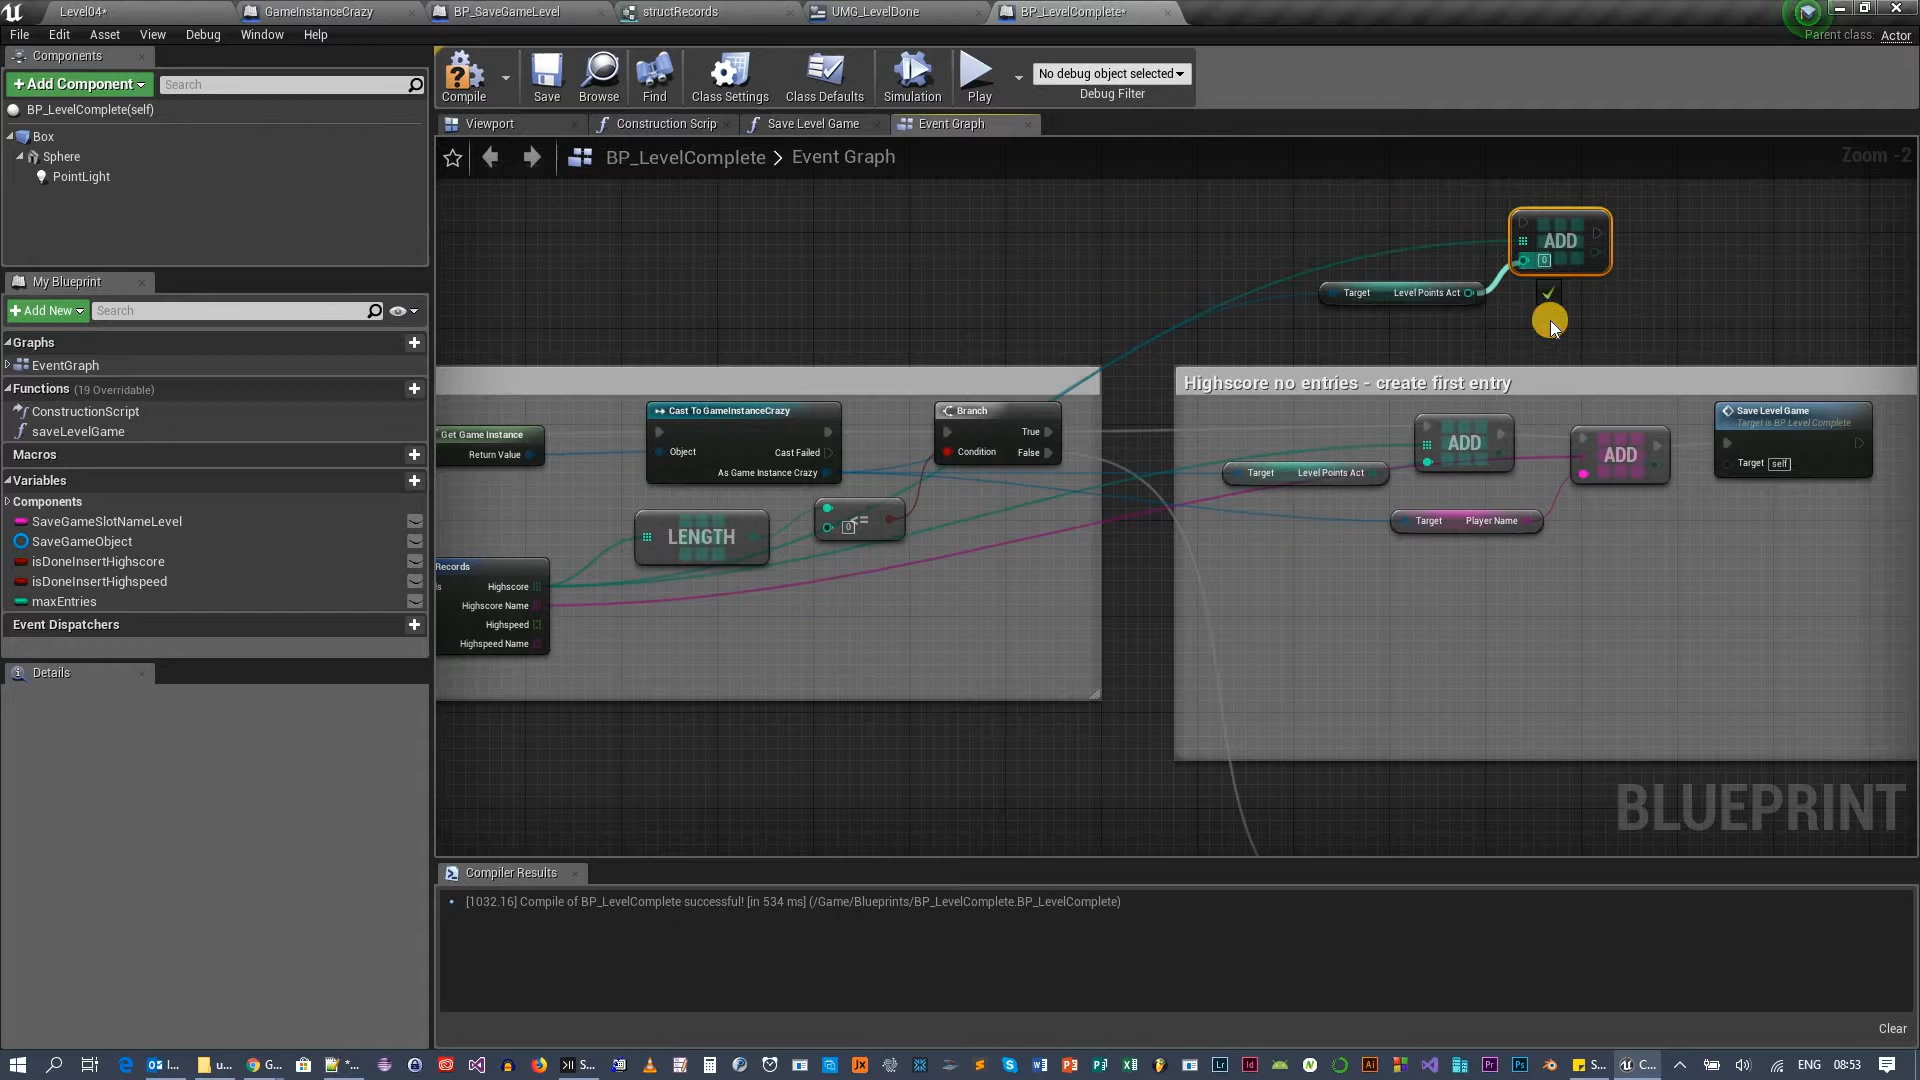 Level04*
GameInstanceCrazy
BP_SaveGameLevel
structRecords
UMG_LevelDone
BP_LevelComplete*
File Edit Asset View Debug Window Help
Parent class: Actor
Components
+ Add Component
Search
BP_LevelComplete(self)
Box
Sphere
PointLight
Compile
Save
Browse
Find
Class Settings
Class Defaults
Simulation
Play
No debug object selected
Debug Filter
Viewport
Construction Scrip
Save Level Game
Event Graph
BP_LevelComplete > Event Graph
Zoom -2
My Blueprint
+ Add New
Search
Graphs
EventGraph
Functions (19 Overridable)
ConstructionScript
saveLevelGame
Macros
Variables
Components
SaveGameSlotNameLevel
SaveGameObject
isDoneInsertHighscore
isDoneInsertHighspeed
maxEntries
Event Dispatchers
Details
ADD
0
Target Level Points Act
Highscore no entries - create first entry
Get Game Instance
Return Value
Cast To GameInstanceCrazy
Object
Cast Failed
As Game Instance Crazy
Branch
True
Condition
False
LENGTH
0
<=
Records
Highscore
Highscore Name
Highspeed
Highspeed Name
Target Level Points Act
ADD
ADD
Target Player Name
Save Level Game
Target is BP Level Complete
Target self
BLUEPRINT
Compiler Results
[1032.16] Compile of BP_LevelComplete successful! [in 534 ms] (/Game/Blueprints/BP_LevelComplete.BP_LevelComplete)
Clear
ENG
08:53